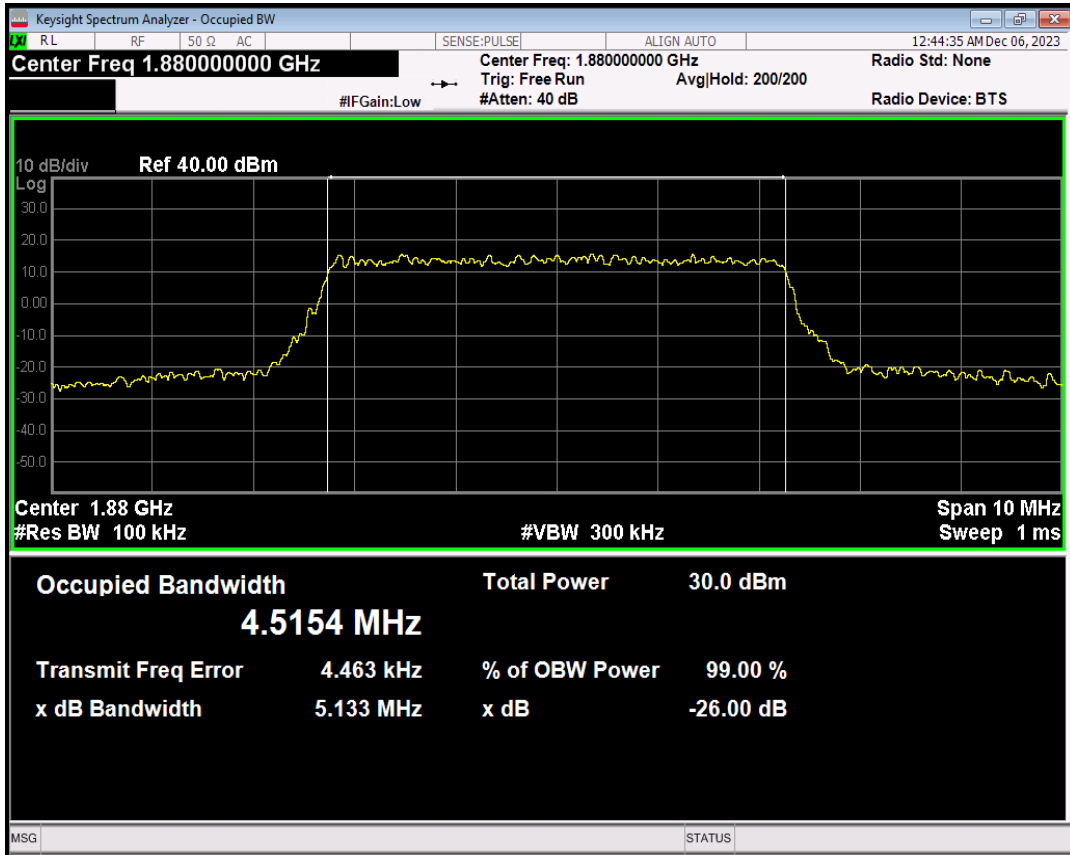 Keysight Spectrum Analyzer - Occupied BW
LXI RL RF 50 Ω AC SENSE:PULSE ALIGN AUTO 12:44:35 AM Dec 06, 2023
Center Freq 1.880000000 GHz Center Freq: 1.880000000 GHz Radio Std: None
Trig: Free Run Avg|Hold: 200/200
#IFGain:Low #Atten: 40 dB Radio Device: BTS
10 dB/div Ref 40.00 dBm
Log
30.0
20.0
10.0
0.00
-10.0
-20.0
-30.0
-40.0
-50.0
Center 1.88 GHz Span 10 MHz
#Res BW 100 kHz #VBW 300 kHz Sweep 1 ms
Occupied Bandwidth Total Power 30.0 dBm
4.5154 MHz
Transmit Freq Error 4.463 kHz % of OBW Power 99.00 %
x dB Bandwidth 5.133 MHz x dB -26.00 dB
MSG STATUS